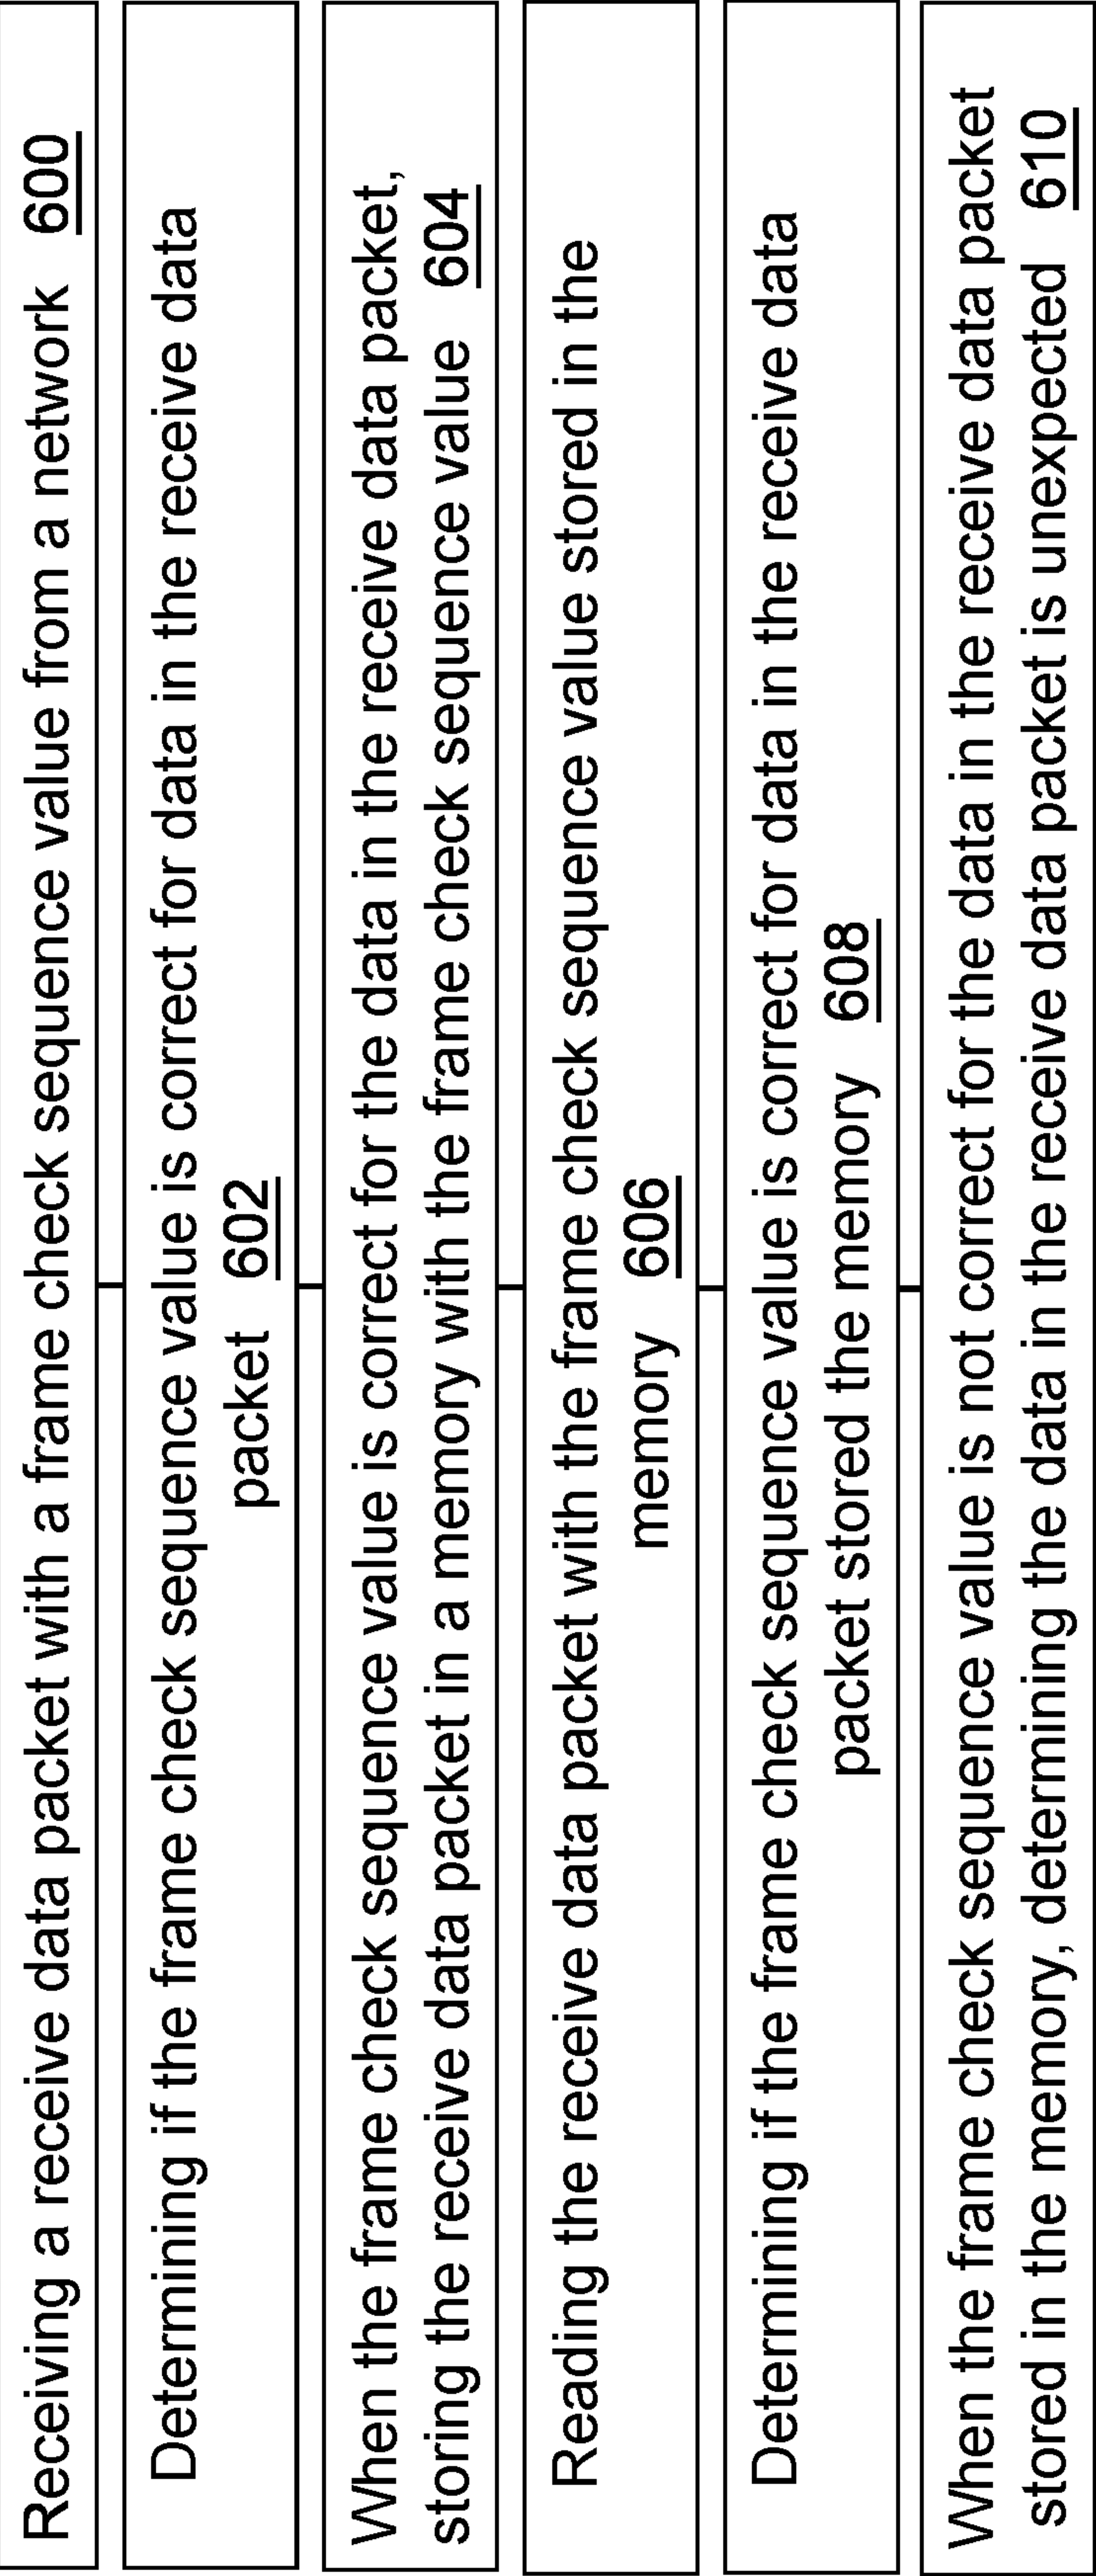 Receiving a receive data packet with a frame check sequence value from a network 600
Determining if the frame check sequence value is correct for data in the receive data
packet 602
When the frame check sequence value is correct for the data in the receive data packet,
storing the receive data packet in a memory with the frame check sequence value 604
Reading the receive data packet with the frame check sequence value stored in the
memory 606
Determining if the frame check sequence value is correct for data in the receive data
packet stored the memory 608
When the frame check sequence value is not correct for the data in the receive data packet
stored in the memory, determining the data in the receive data packet is unexpected 610